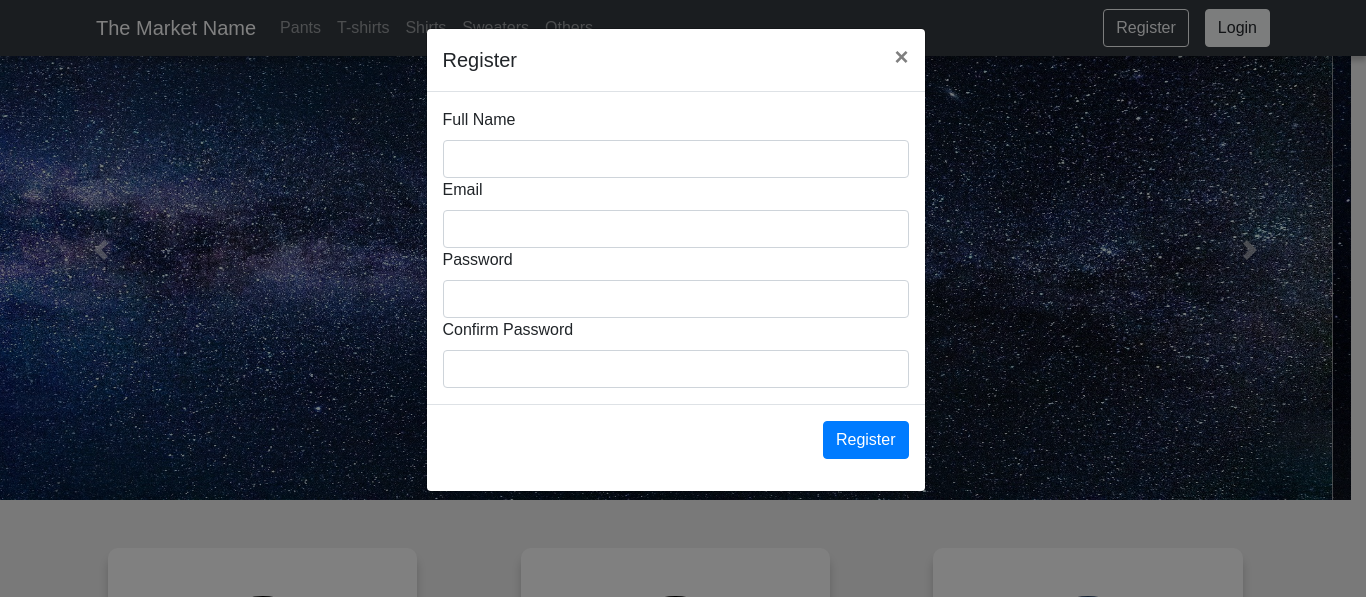 The Market Name Pants T-shirts Shirts Sweaters Others Register Login
Register ×
Full Name
Email
Password
Confirm Password
Register